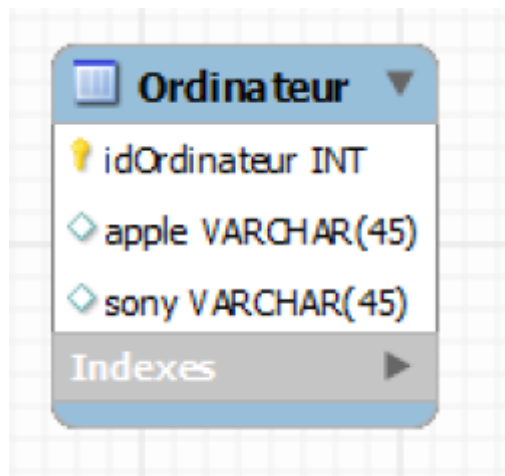 Ordinateur
idOrdinateur INT
apple VARCHAR(45)
sony VARCHAR(45)
Indexes